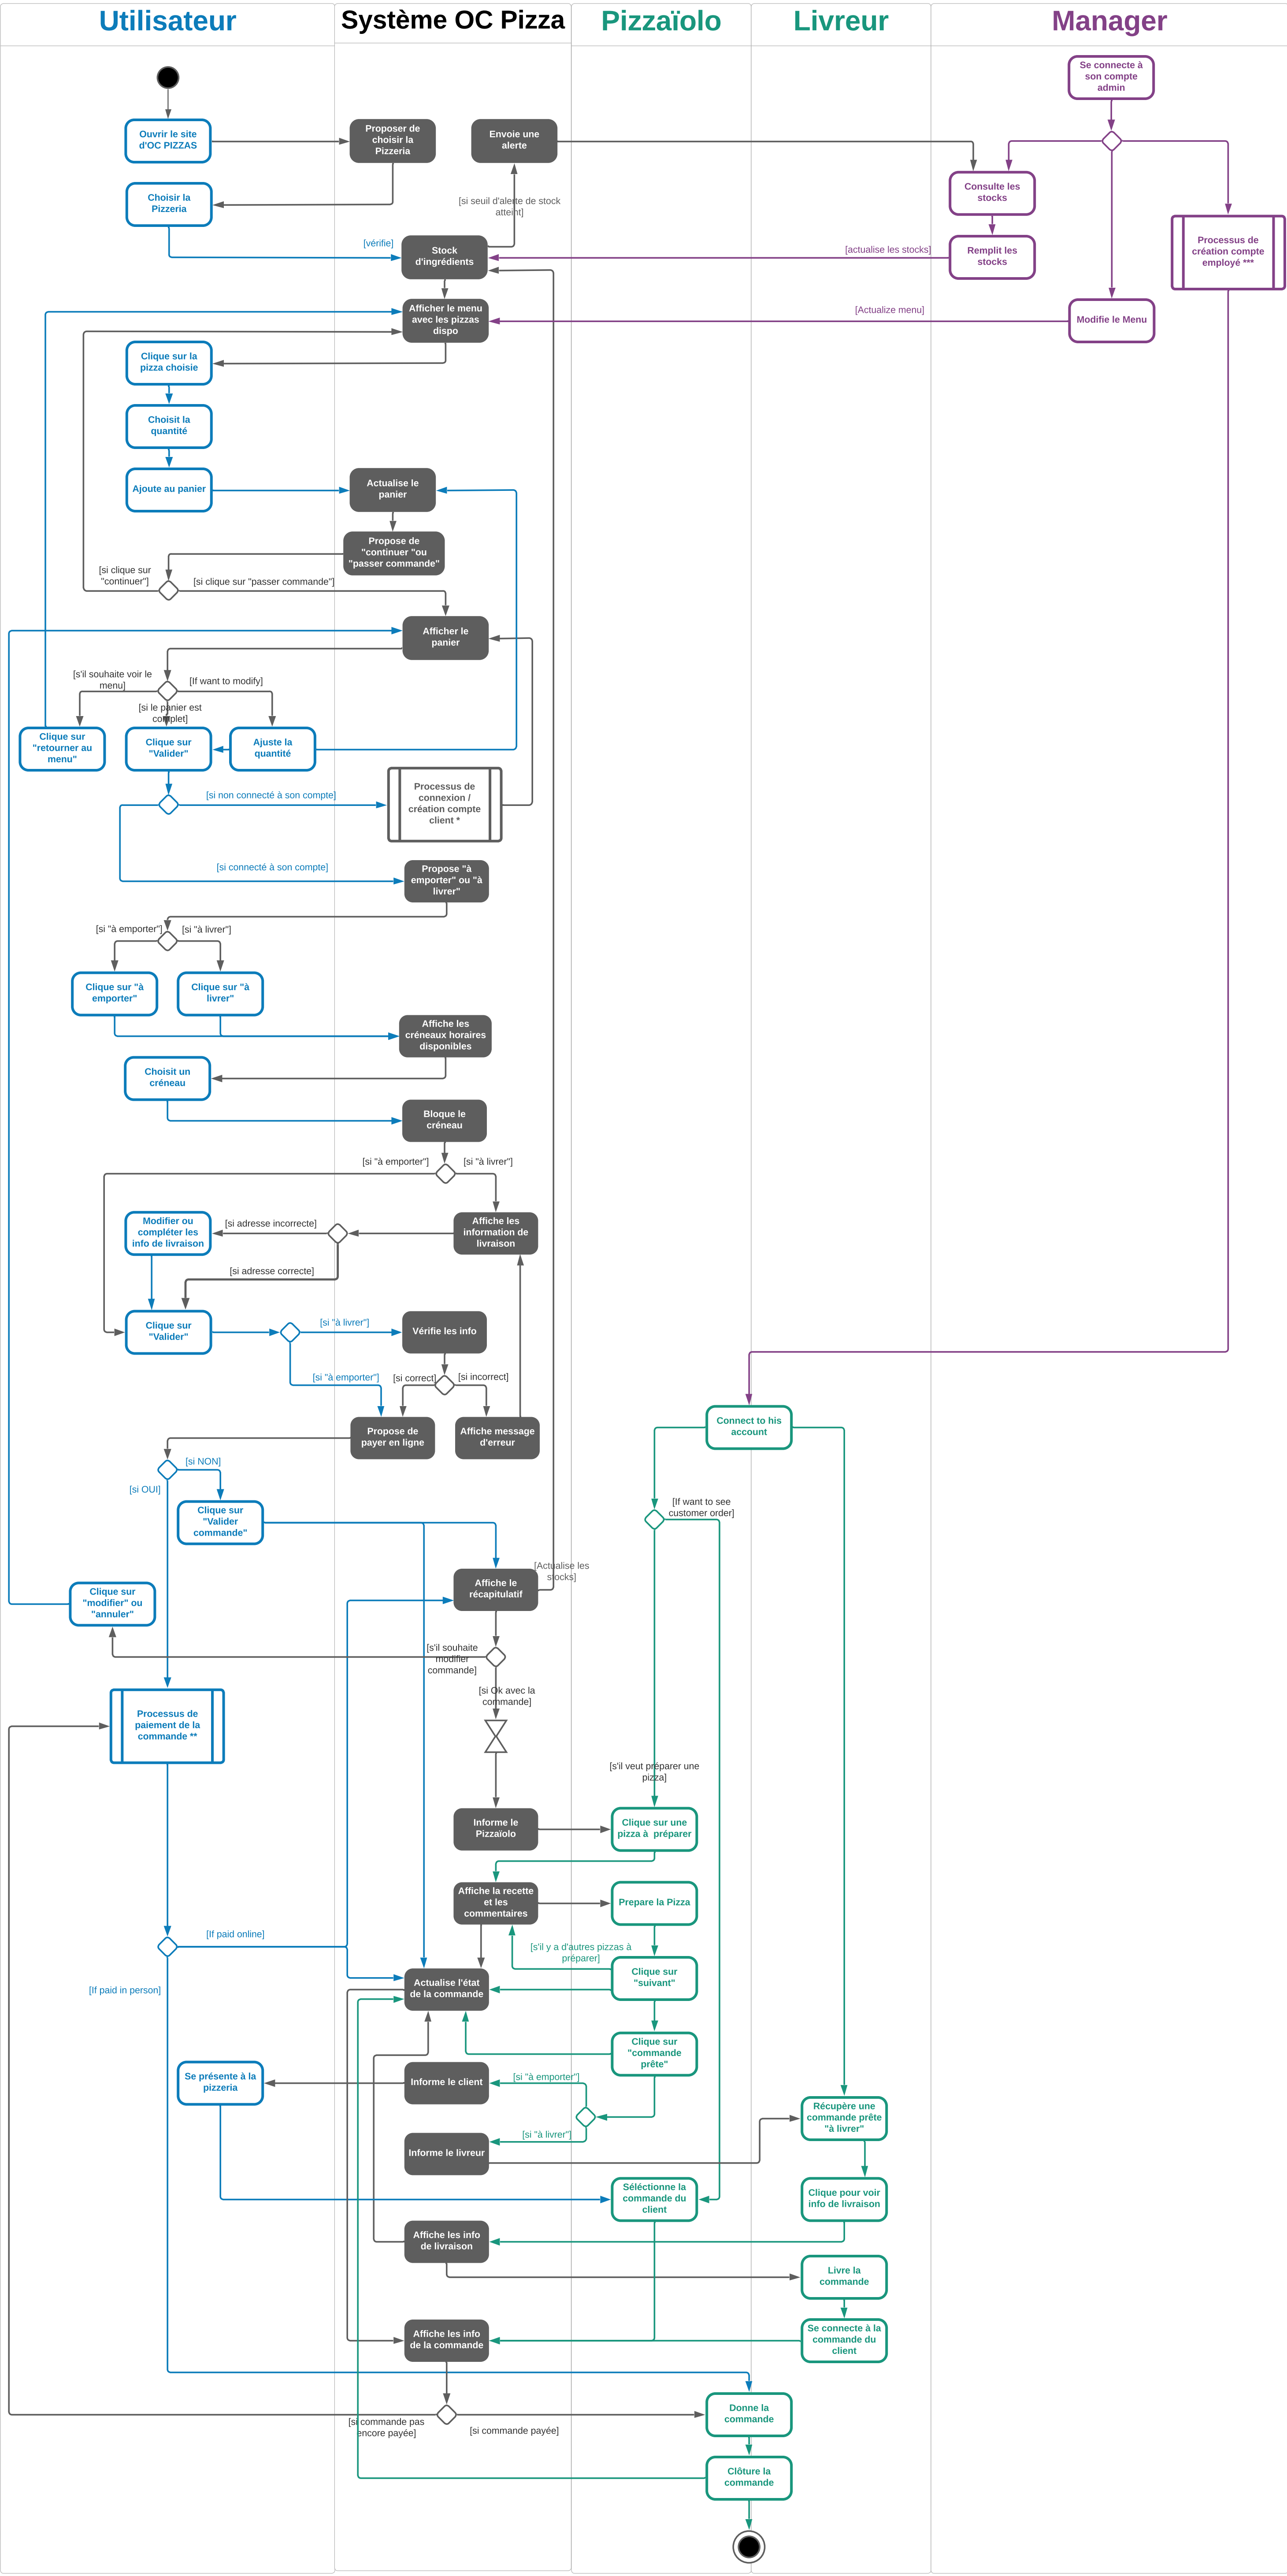 Utilisateur
Système OC Pizza
Pizzaïolo
Livreur
Manager
Se connecte à
son compte
admin
Ouvrir le site
d'OC PIZZAS
Proposer de
choisir la
Pizzeria
Envoie une
alerte
Choisir la
Pizzeria
[si seuil d'alerte de stock
atteint]
Consulte les
stocks
[vérifie]
Stock
d'ingrédients
[actualise les stocks]
Remplit les
stocks
Processus de
création compte
employé ***
Afficher le menu
avec les pizzas
dispo
[Actualize menu]
Modifie le Menu
Clique sur la
pizza choisie
Choisit la
quantité
Ajoute au panier
Actualise le
panier
Propose de
"continuer "ou
"passer commande"
[si clique sur
"continuer"]
[si clique sur "passer commande"]
Afficher le
panier
[s'il souhaite voir le
menu]
[If want to modify]
[si le panier est
complet]
Clique sur
"retourner au
menu"
Clique sur
"Valider"
Ajuste la
quantité
[si non connecté à son compte]
Processus de
connexion /
création compte
client *
[si connecté à son compte]
Propose "à
emporter" ou "à
livrer"
[si "à emporter"]
[si "à livrer"]
Clique sur "à
emporter"
Clique sur "à
livrer"
Affiche les
créneaux horaires
disponibles
Choisit un
créneau
Bloque le
créneau
[si "à emporter"]
[si "à livrer"]
Modifier ou
compléter les
info de livraison
[si adresse incorrecte]
Affiche les
information de
livraison
[si adresse correcte]
Clique sur
"Valider"
[si "à livrer"]
Vérifie les info
[si "à emporter"]
[si correct]
[si incorrect]
Propose de
payer en ligne
Affiche message
d'erreur
Connect to his
account
[si NON]
[si OUI]
Clique sur
"Valider
commande"
[If want to see
customer order]
[Actualise les
stocks]
Clique sur
"modifier" ou
"annuler"
Affiche le
récapitulatif
[s'il souhaite
modifier
commande]
[si Ok avec la
commande]
Processus de
paiement de la
commande **
[s'il veut préparer une
pizza]
Informe le
Pizzaïolo
Clique sur une
pizza à  préparer
Affiche la recette
et les
commentaires
Prepare la Pizza
[If paid online]
[s'il y a d'autres pizzas à
préparer]
Clique sur
"suivant"
Actualise l'état
de la commande
[If paid in person]
Clique sur
"commande
prête"
Se présente à la
pizzeria
Informe le client
[si "à emporter"]
Récupère une
commande prête
"à livrer"
[si "à livrer"]
Informe le livreur
Séléctionne la
commande du
client
Clique pour voir
info de livraison
Affiche les info
de livraison
Livre la
commande
Affiche les info
de la commande
Se connecte à la
commande du
client
Donne la
commande
[si commande pas
encore payée]
[si commande payée]
Clôture la
commande